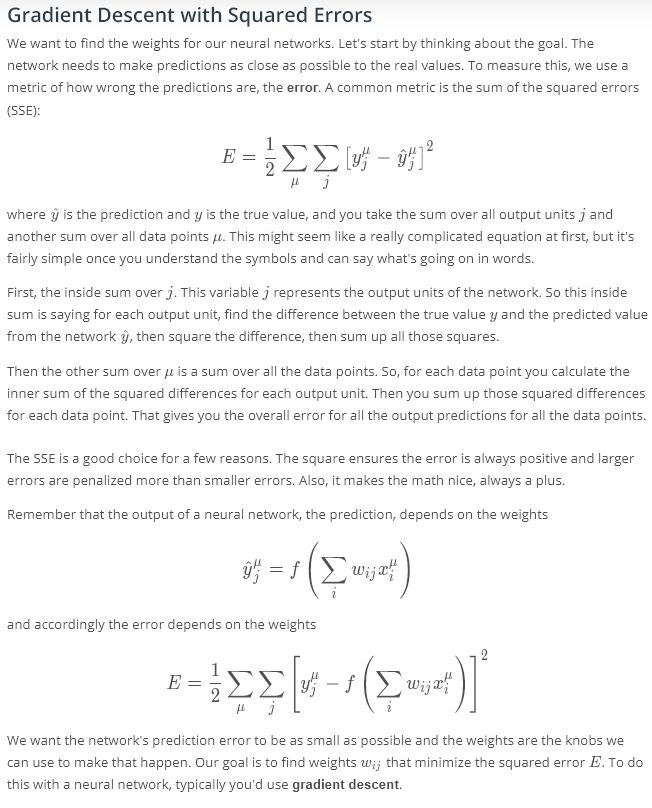 Gradient Descent with Squared Errors
We want to find the weights for our neural networks. Let's start by thinking about the goal. The
network needs to make predictions as close as possible to the real values. To measure this, we use a
metric of how wrong the predictions are, the error. A common metric is the sum of the squared errors
(SSE):
E = \frac{1}{2} \sum_{\mu} \sum_{j} [y_j^{\mu} - \hat{y}_j^{\mu}]^2
where ŷ is the prediction and y is the true value, and you take the sum over all output units j and
another sum over all data points μ. This might seem like a really complicated equation at first, but it's
fairly simple once you understand the symbols and can say what's going on in words.
First, the inside sum over j. This variable j represents the output units of the network. So this inside
sum is saying for each output unit, find the difference between the true value y and the predicted value
from the network ŷ, then square the difference, then sum up all those squares.
Then the other sum over μ is a sum over all the data points. So, for each data point you calculate the
inner sum of the squared differences for each output unit. Then you sum up those squared differences
for each data point. That gives you the overall error for all the output predictions for all the data points.
The SSE is a good choice for a few reasons. The square ensures the error is always positive and larger
errors are penalized more than smaller errors. Also, it makes the math nice, always a plus.
Remember that the output of a neural network, the prediction, depends on the weights
\hat{y}_j^{\mu} = f \left( \sum_{i} w_{ij} x_i^{\mu} \right)
and accordingly the error depends on the weights
E = \frac{1}{2} \sum_{\mu} \sum_{j} \left[ y_j^{\mu} - f \left( \sum_{i} w_{ij} x_i^{\mu} \right) \right]^2
We want the network's prediction error to be as small as possible and the weights are the knobs we
can use to make that happen. Our goal is to find weights w_{ij} that minimize the squared error E. To do
this with a neural network, typically you'd use gradient descent.